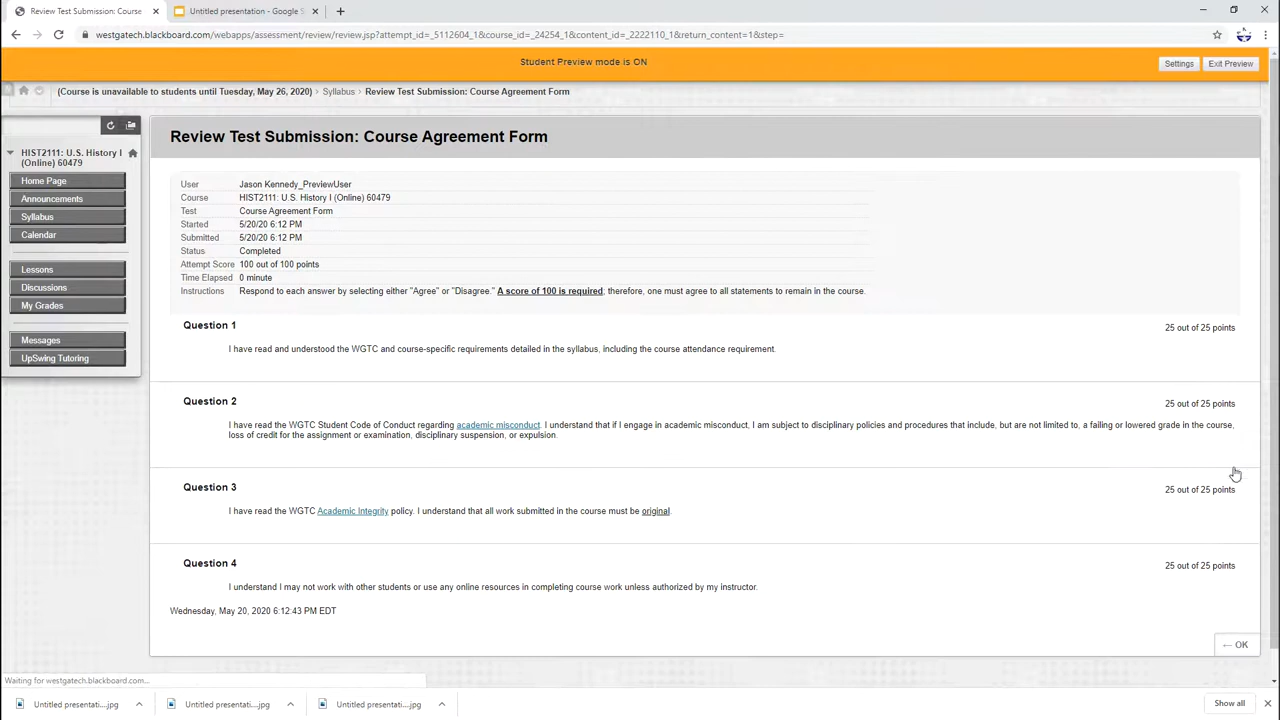 Review Test Submission: Course
Untitled presentation - Google S
westgatech.blackboard.com/webapps/assessment/review/review.jsp?attempt_id=_5112604_1&course_id=_24254_1&content_id=_2222110_1&return_content=1&step=
Student Preview mode is ON
Settings
Exit Preview
(Course is unavailable to students until Tuesday, May 26, 2020) > Syllabus > Review Test Submission: Course Agreement Form
HIST2111: U.S. History I
(Online) 60479
Home Page
Announcements
Syllabus
Calendar
Lessons
Discussions
My Grades
Messages
UpSwing Tutoring
Review Test Submission: Course Agreement Form
User Jason Kennedy_PreviewUser
Course HIST2111: U.S. History I (Online) 60479
Test Course Agreement Form
Started 5/20/20 6:12 PM
Submitted 5/20/20 6:12 PM
Status Completed
Attempt Score 100 out of 100 points
Time Elapsed 0 minute
Instructions Respond to each answer by selecting either "Agree" or "Disagree." A score of 100 is required; therefore, one must agree to all statements to remain in the course.
Question 1
25 out of 25 points
I have read and understood the WGTC and course-specific requirements detailed in the syllabus, including the course attendance requirement.
Question 2
25 out of 25 points
I have read the WGTC Student Code of Conduct regarding academic misconduct. I understand that if I engage in academic misconduct, I am subject to disciplinary policies and procedures that include, but are not limited to, a failing or lowered grade in the course,
loss of credit for the assignment or examination, disciplinary suspension, or expulsion.
Question 3
25 out of 25 points
I have read the WGTC Academic Integrity policy. I understand that all work submitted in the course must be original.
Question 4
25 out of 25 points
I understand I may not work with other students or use any online resources in completing course work unless authorized by my instructor.
Wednesday, May 20, 2020 6:12:43 PM EDT
← OK
Waiting for westgatech.blackboard.com...
Untitled presentati....jpg
Untitled presentati....jpg
Untitled presentati....jpg
Show all